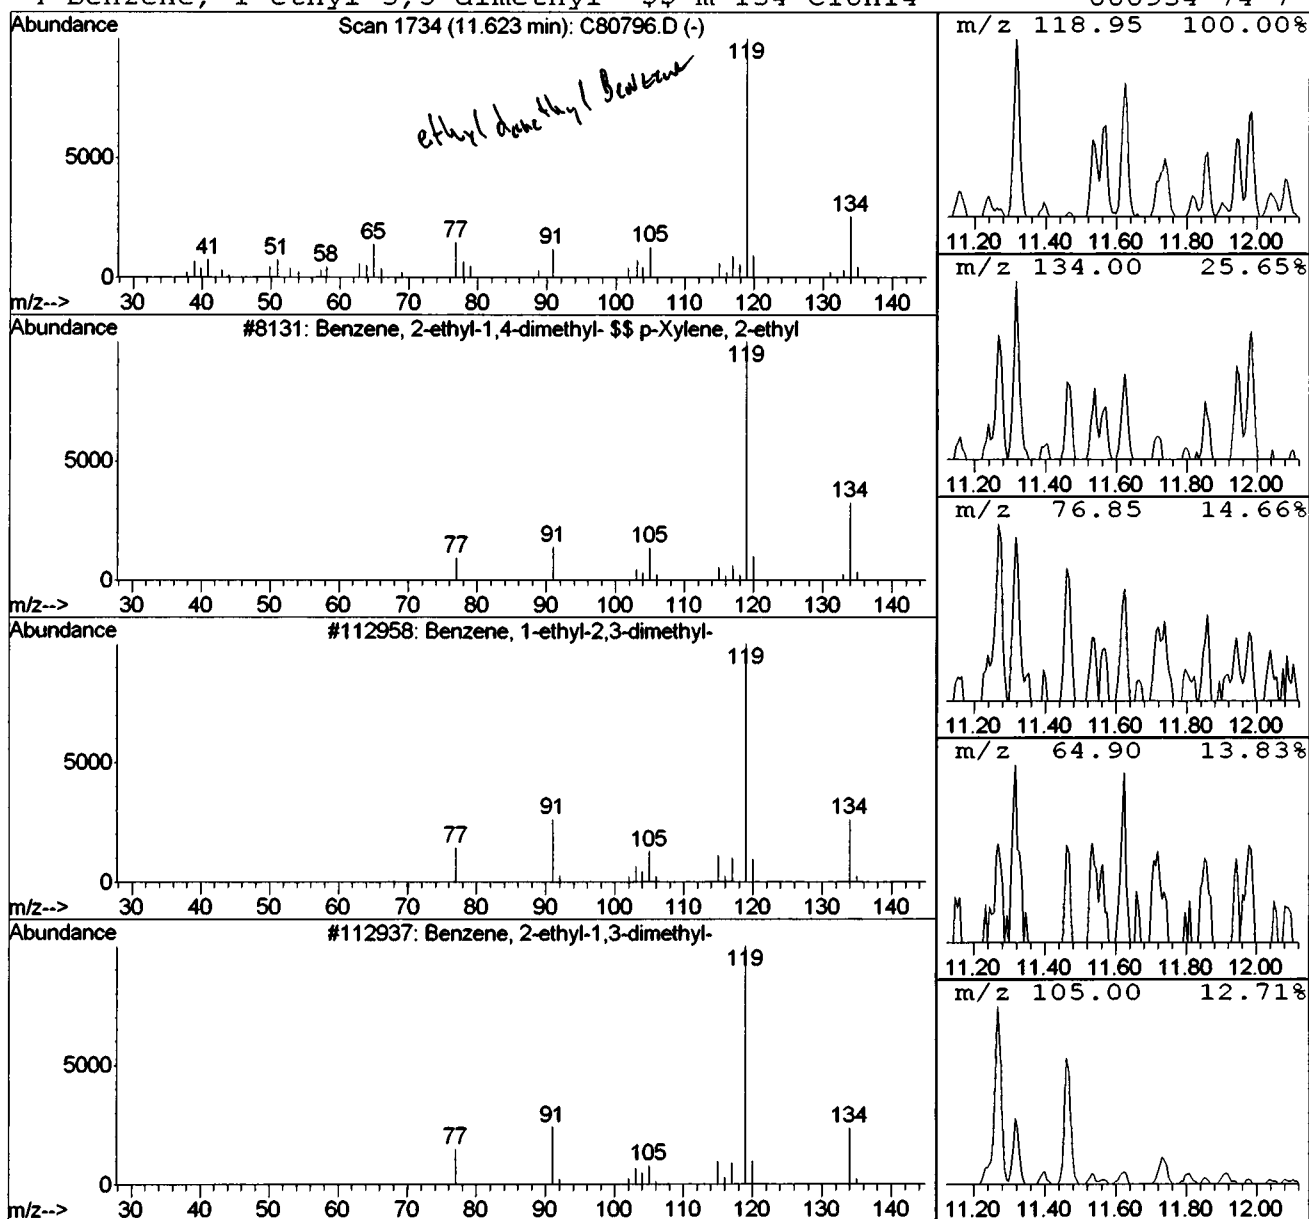 Abundance
Scan 1734 (11.623 min): C80796.D (-)
119
ethyl dimethyl Benzene
5000
134
41 51 58 65 77 91 105
0
m/z--> 30 40 50 60 70 80 90 100 110 120 130 140
Abundance
#8131: Benzene, 2-ethyl-1,4-dimethyl- $$ p-Xylene, 2-ethyl
119
5000
134
77 91 105
0
m/z--> 30 40 50 60 70 80 90 100 110 120 130 140
Abundance
#112958: Benzene, 1-ethyl-2,3-dimethyl-
119
5000
77 91 105 134
0
m/z--> 30 40 50 60 70 80 90 100 110 120 130 140
Abundance
#112937: Benzene, 2-ethyl-1,3-dimethyl-
119
5000
77 91 105 134
0
m/z--> 30 40 50 60 70 80 90 100 110 120 130 140
m/z 118.95 100.00%
11.20 11.40 11.60 11.80 12.00
m/z 134.00 25.65%
11.20 11.40 11.60 11.80 12.00
m/z 76.85 14.66%
11.20 11.40 11.60 11.80 12.00
m/z 64.90 13.83%
11.20 11.40 11.60 11.80 12.00
m/z 105.00 12.71%
11.20 11.40 11.60 11.80 12.00